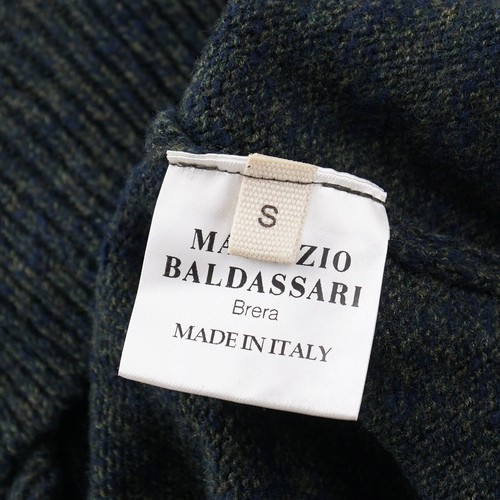 S
MA ZIO
BALDASSARI
Brera
MADE IN ITALY